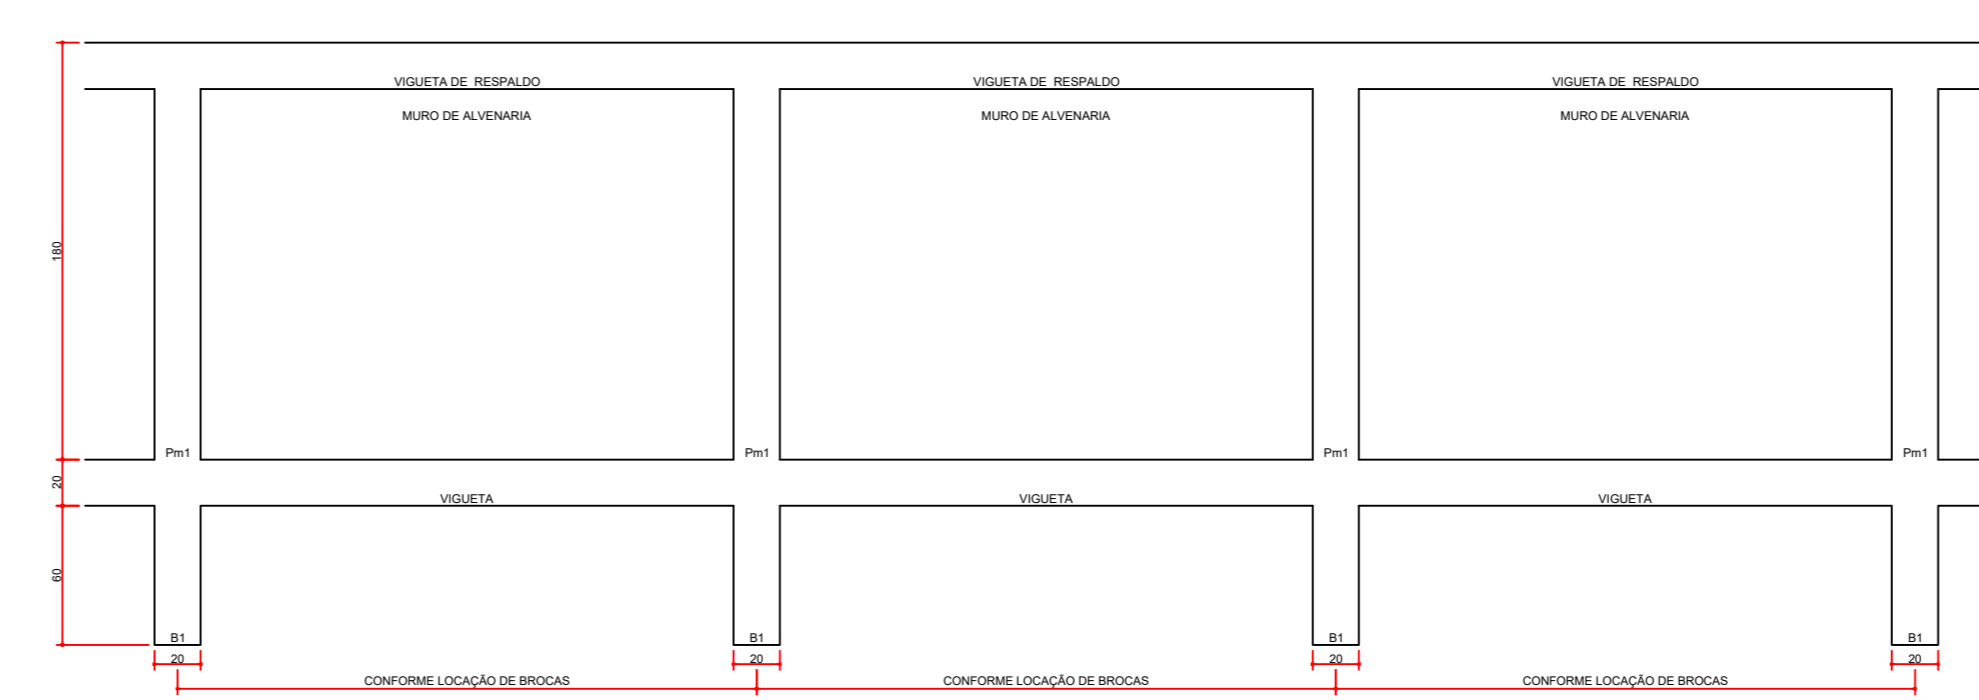 VIGUETA DE RESPALDO VIGUETA DE RESPALDO VIGUETA DE RESPALDO
MURO DE ALVENARIA MURO DE ALVENARIA MURO DE ALVENARIA
180
Pm1 Pm1 Pm1 Pm1
20
VIGUETA VIGUETA VIGUETA
60
B1 B1 B1 B1
20 20 20 20
CONFORME LOCAÇÃO DE BROCAS CONFORME LOCAÇÃO DE BROCAS CONFORME LOCAÇÃO DE BROCAS